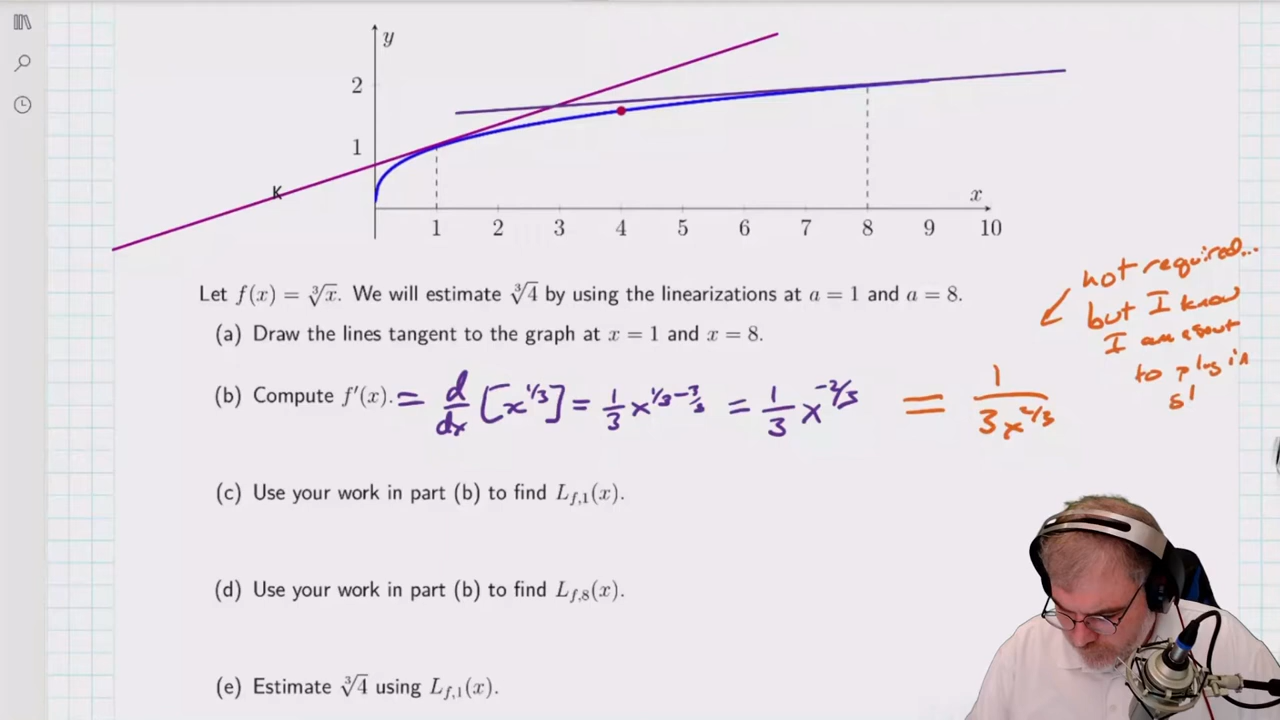 y
2
1
x
1 2 3 4 5 6 7 8 9 10
Let f(x) = ∛x. We will estimate ∛4 by using the linearizations at a = 1 and a = 8.
(a) Draw the lines tangent to the graph at x = 1 and x = 8.
(b) Compute f′(x). = d/dx [x^1/3] = 1/3 x^1/3-3/3 = 1/3 x^-2/3 = 1/(3x^2/3)
not required...
but I know
I am about
to plug in
(c) Use your work in part (b) to find L_f,1(x).
(d) Use your work in part (b) to find L_f,8(x).
(e) Estimate ∛4 using L_f,1(x).